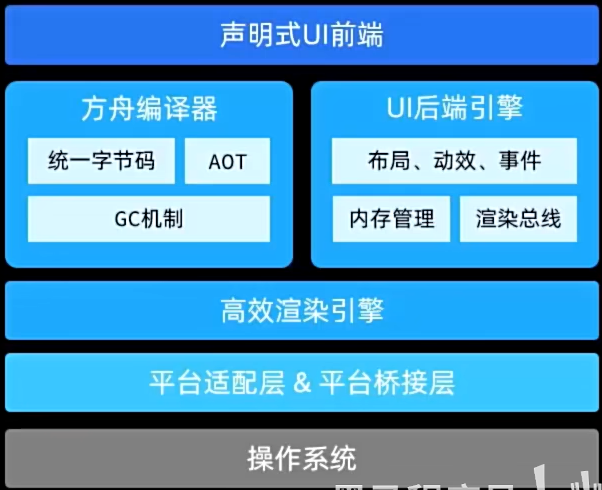 声明式UI前端
方舟编译器
统一字节码 AOT
GC机制
UI后端引擎
布局、动效、事件
内存管理 渲染总线
高效渲染引擎
平台适配层 & 平台桥接层
操作系统